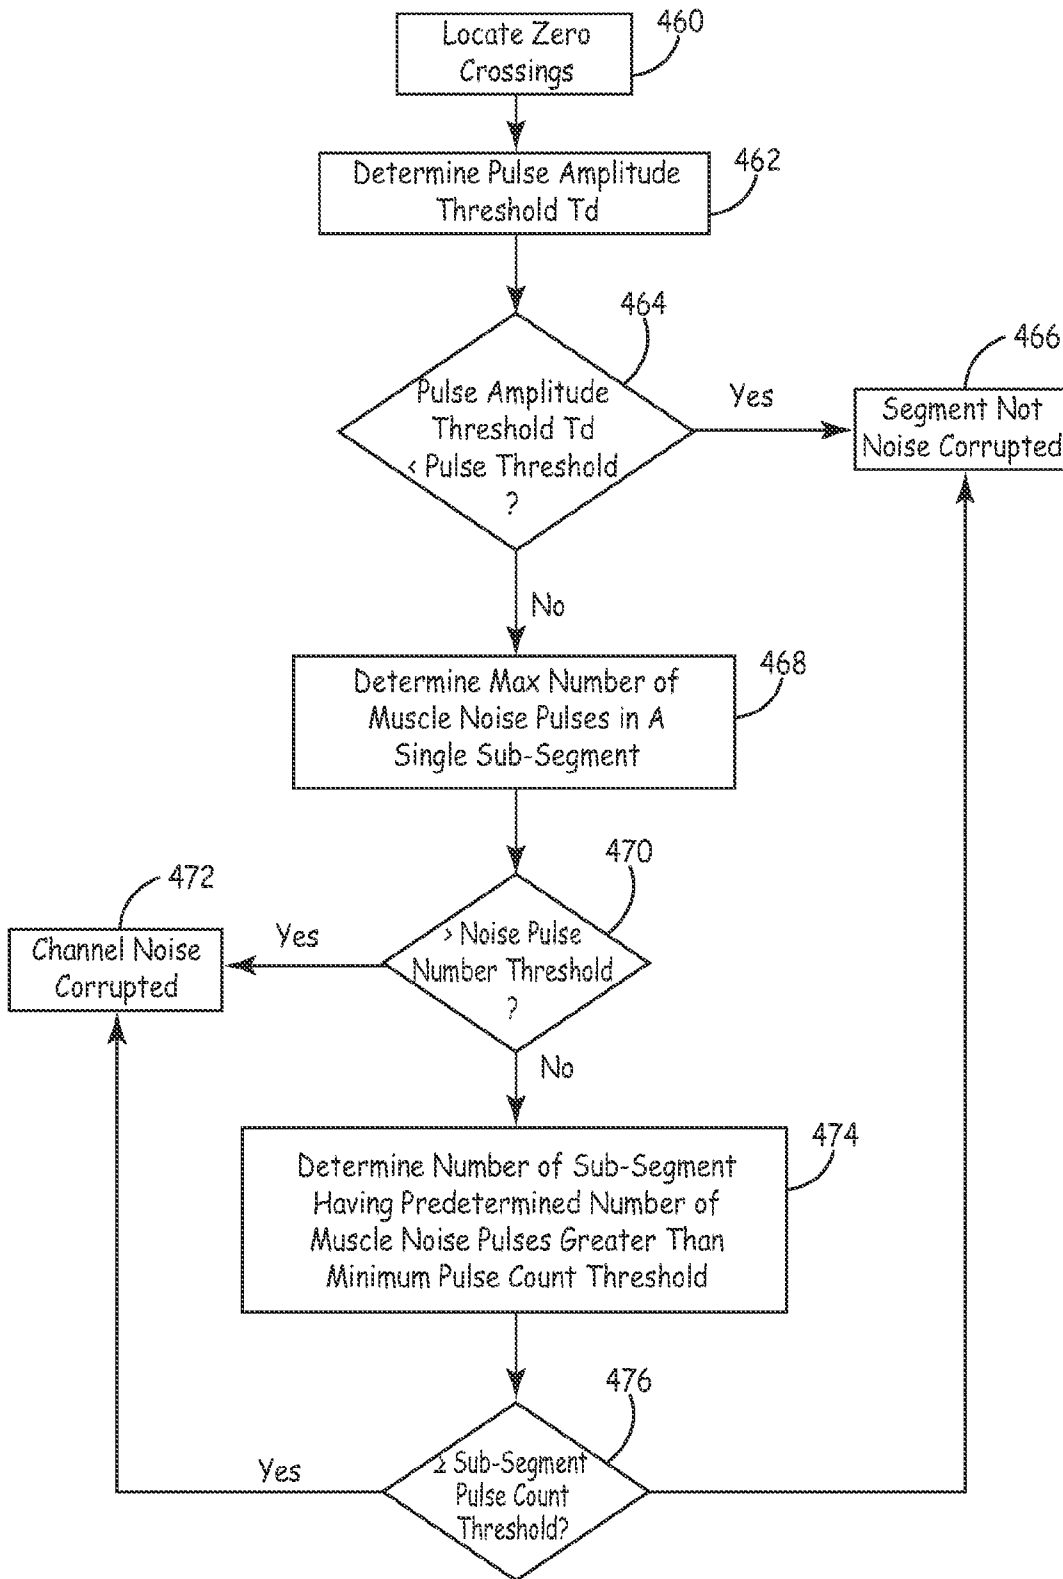 Locate Zero
Crossings
460
Determine Pulse Amplitude
Threshold Td
462
464
Pulse Amplitude
Threshold Td
< Pulse Threshold
?
Yes
466
Segment Not
Noise Corrupted
No
Determine Max Number of
Muscle Noise Pulses in A
Single Sub-Segment
468
470
> Noise Pulse
Number Threshold
?
Yes
472
Channel Noise
Corrupted
No
Determine Number of Sub-Segment
Having Predetermined Number of
Muscle Noise Pulses Greater Than
Minimum Pulse Count Threshold
474
476
≥ Sub-Segment
Pulse Count
Threshold?
Yes